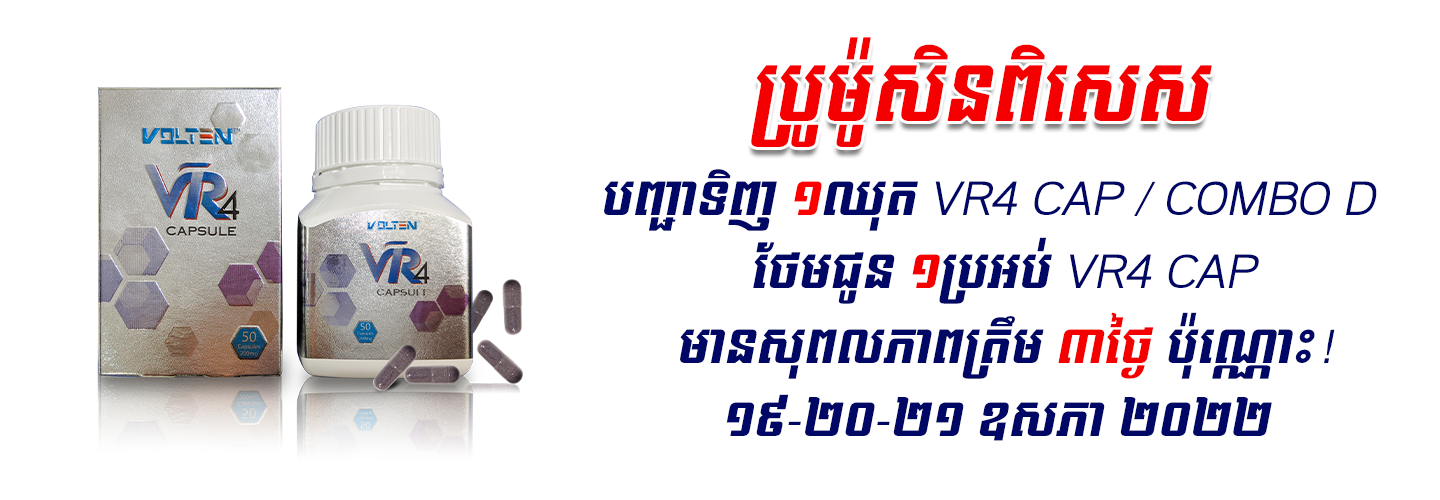 VOLTEN
VR4
CAPSULE
50
Capsules
200mg
VOLTEN
VR4
CAPSULE
50
ប្រូម៉ូសិនពិសេស
បញ្ជាទិញ ១ឈុត VR4 CAP / COMBO D
ថែមជូន ១ប្រអប់ VR4 CAP
មានសុពលភាពត្រឹម ៣ថ្ងៃ ប៉ុណ្ណោះ!
១៩-២០-២១ ឧសភា ២០២២